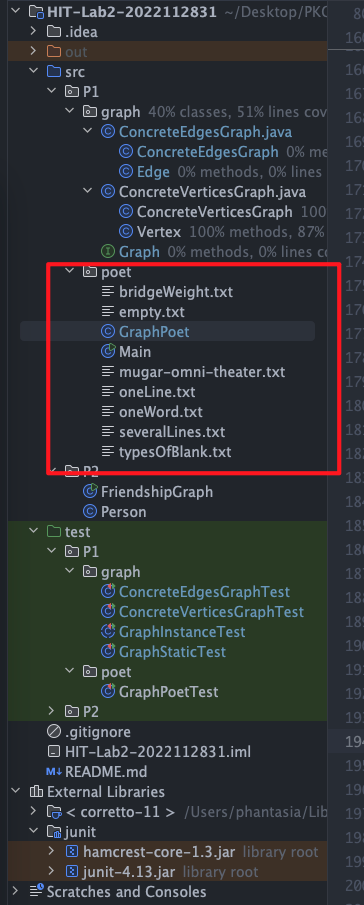 HIT-Lab2-2022112831 ~/Desktop/PKC
.idea
out
src
P1
graph 40% classes, 51% lines cov
ConcreteEdgesGraph.java
ConcreteEdgesGraph 0% me
Edge 0% methods, 0% lines
ConcreteVerticesGraph.java
ConcreteVerticesGraph 100
Vertex 100% methods, 87%
Graph 0% methods, 0% line
poet
bridgeWeight.txt
empty.txt
GraphPoet
Main
mugar-omni-theater.txt
oneLine.txt
oneWord.txt
severalLines.txt
typesOfBlank.txt
P2
FriendshipGraph
Person
test
P1
graph
ConcreteEdgesGraphTest
ConcreteVerticesGraphTest
GraphInstanceTest
GraphStaticTest
poet
GraphPoetTest
P2
.gitignore
HIT-Lab2-2022112831.iml
README.md
External Libraries
< corretto-11 > /Users/phantasia/Lib
junit
hamcrest-core-1.3.jar library root
junit-4.13.jar library root
Scratches and Consoles